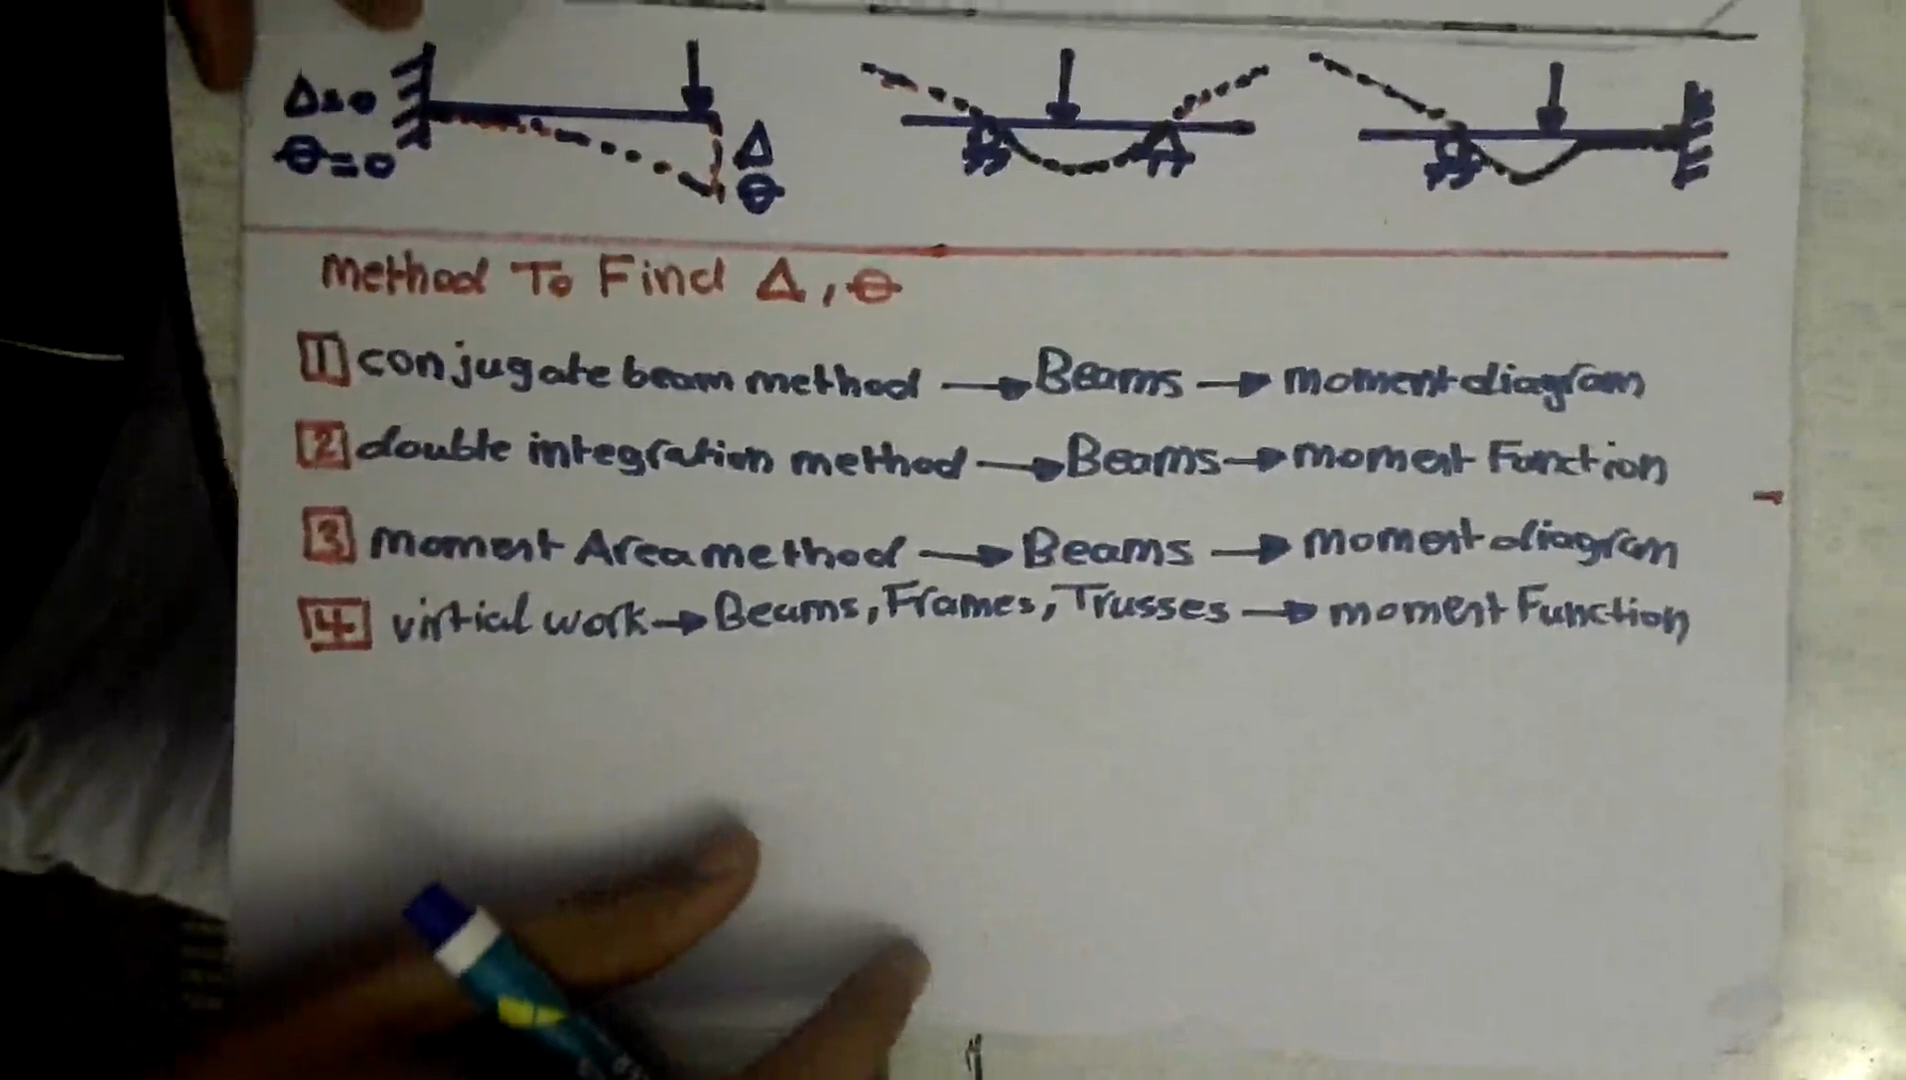 Δ=0
θ=0
Δ
θ
method To Find Δ, θ
1 conjugate beam method → Beams → moment diagram
2 double integration method → Beams → moment Function
3 moment Area method → Beams → moment diagram
4 virtial work → Beams, Frames, Trusses → moment Function